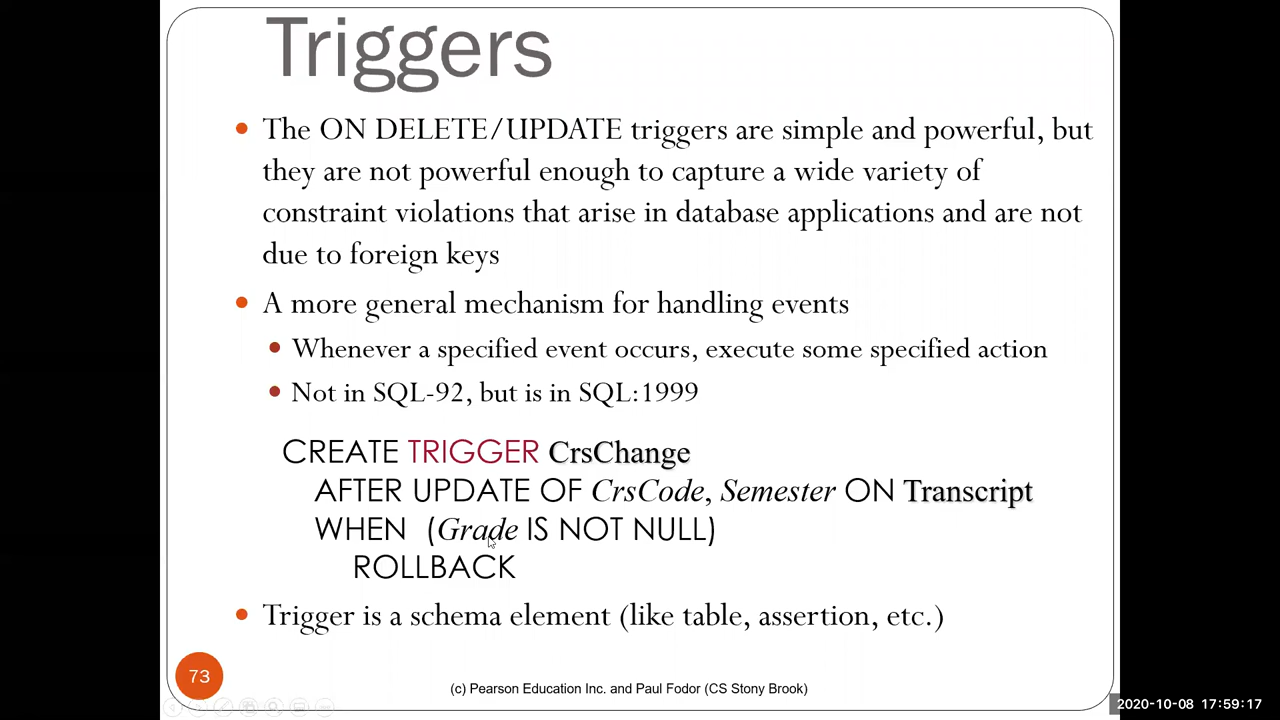 Triggers
The ON DELETE/UPDATE triggers are simple and powerful, but
they are not powerful enough to capture a wide variety of
constraint violations that arise in database applications and are not
due to foreign keys
A more general mechanism for handling events
Whenever a specified event occurs, execute some specified action
Not in SQL-92, but is in SQL:1999
CREATE TRIGGER CrsChange
AFTER UPDATE OF CrsCode, Semester ON Transcript
WHEN (Grade IS NOT NULL)
ROLLBACK
Trigger is a schema element (like table, assertion, etc.)
73
(c) Pearson Education Inc. and Paul Fodor (CS Stony Brook)
2020-10-08 17:59:17